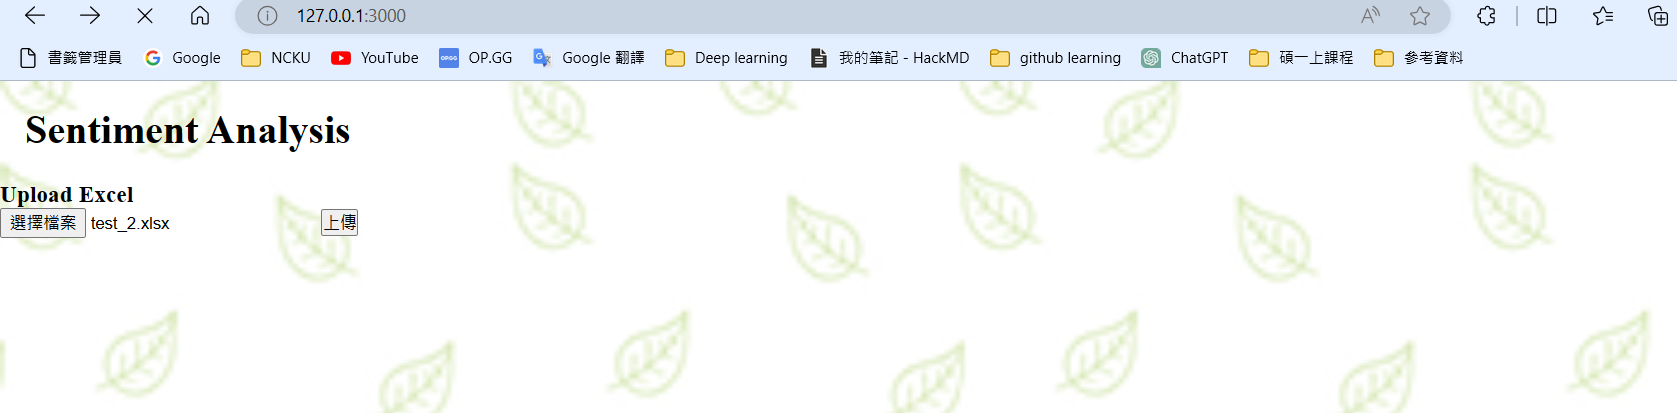 127.0.0.1:3000
書籤管理員 Google NCKU YouTube OP.GG Google 翻譯 Deep learning 我的筆記 - HackMD github learning ChatGPT 碩一上課程 參考資料
Sentiment Analysis
Upload Excel
選擇檔案 test_2.xlsx 上傳